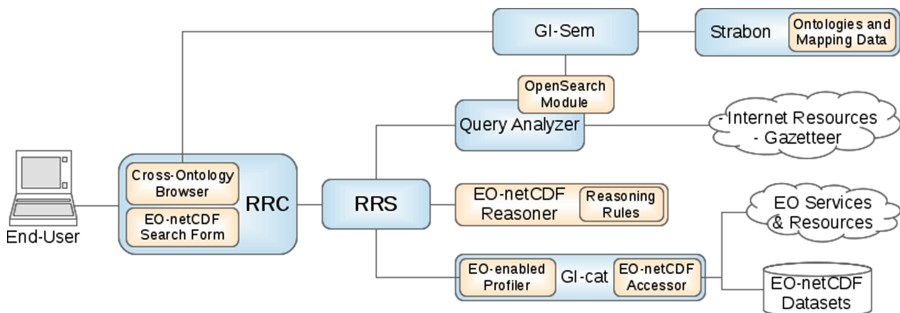 GI-Sem
Strabon
Ontologies and
Mapping Data
OpenSearch
Module
Query Analyzer
- Internet Resources
- Gazetteer
Cross-Ontology
Browser
EO-netCDF
Search Form
RRC
RRS
EO-netCDF
Reasoner
Reasoning
Rules
EO Services
& Resources
End-User
EO-enabled
Profiler
GI-cat
EO-netCDF
Accessor
EO-netCDF
Datasets